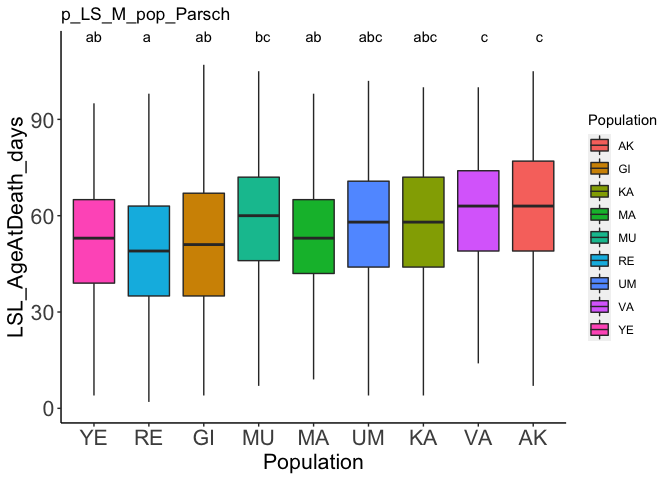 p_LS_M_pop_Parsch
ab a ab bc ab abc abc c c
LSL_AgeAtDeath_days
90
60
30
0
YE RE GI MU MA UM KA VA AK
Population
Population
AK
GI
KA
MA
MU
RE
UM
VA
YE